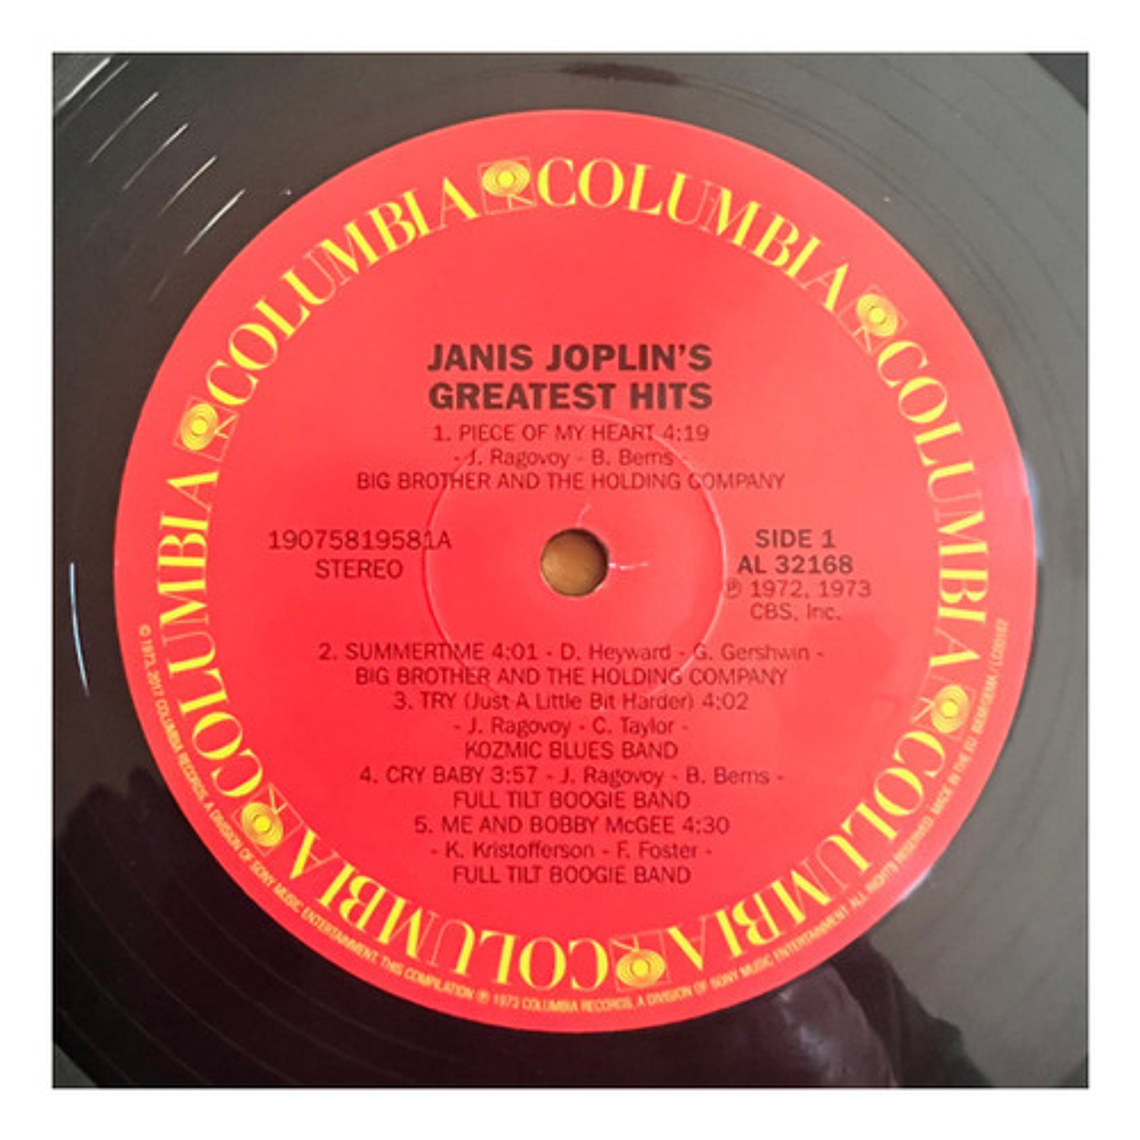 COLUMBIA COLUMBIA COLUMBIA COLUMBIA COLUMBIA COLUMBIA
JANIS JOPLIN'S
GREATEST HITS
1. PIECE OF MY HEART 4:19
- J. Ragovoy - B. Berns -
BIG BROTHER AND THE HOLDING COMPANY
19075819581A
STEREO
SIDE 1
AL 32168
℗ 1972, 1973
CBS, Inc.
2. SUMMERTIME 4:01 - D. Heyward - G. Gershwin -
BIG BROTHER AND THE HOLDING COMPANY
3. TRY (Just A Little Bit Harder) 4:02
- J. Ragovoy - C. Taylor -
KOZMIC BLUES BAND
4. CRY BABY 3:57 - J. Ragovoy - B. Berns -
FULL TILT BOOGIE BAND
5. ME AND BOBBY McGEE 4:30
- K. Kristofferson - F. Foster -
FULL TILT BOOGIE BAND
© 1973, 2017 COLUMBIA RECORDS, A DIVISION OF SONY MUSIC ENTERTAINMENT. THIS COMPILATION ℗ 1973 COLUMBIA RECORDS, A DIVISION OF SONY MUSIC ENTERTAINMENT. ALL RIGHTS RESERVED. MADE IN THE EU. BIEM/GEMA / LC00162